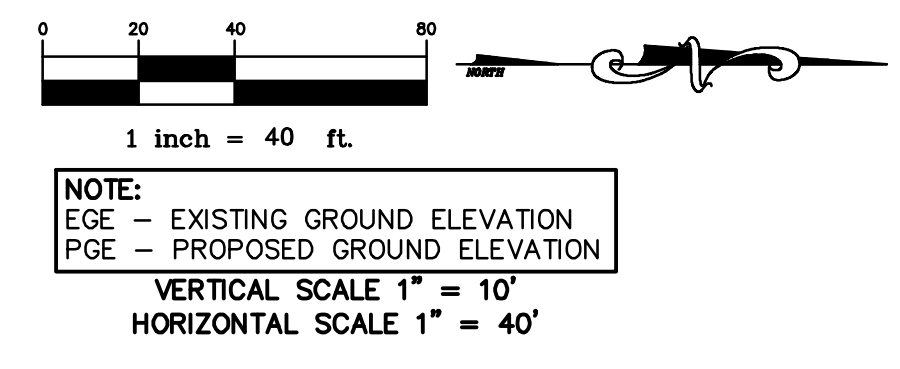 0 20 40 80
NORTH
1 inch = 40 ft.
NOTE:
EGE – EXISTING GROUND ELEVATION
PGE – PROPOSED GROUND ELEVATION
VERTICAL SCALE 1" = 10'
HORIZONTAL SCALE 1" = 40'